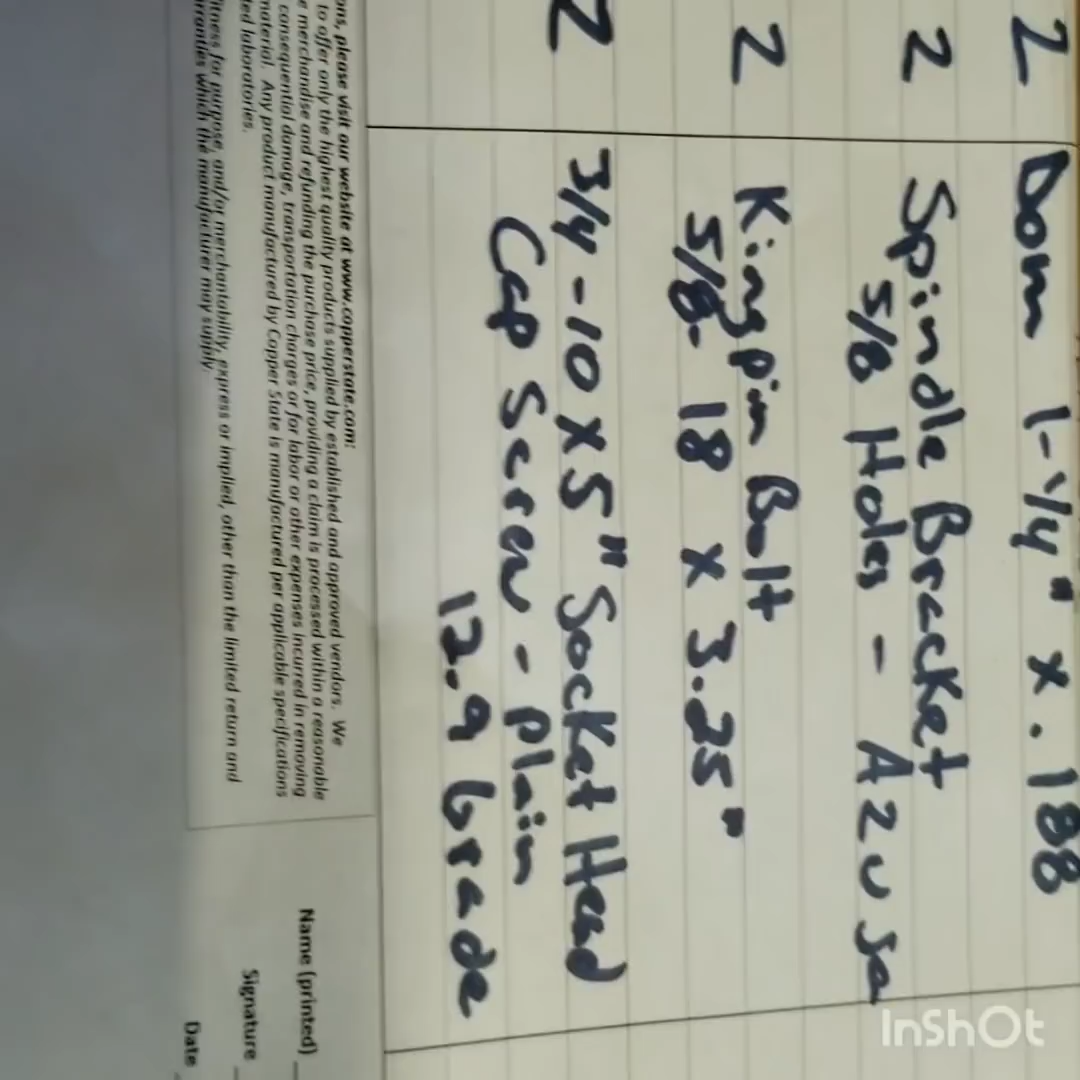 2 Dom 1-1/4" x .188
2 Spindle Bracket
5/8 Holes - Azusa
2 Kingpin Bolt
5/8- 18 x 3.25"
2 3/4-10 x 5" Socket Head
Cap Screw - plain
12.9 Grade
ons, please visit our website at www.copperstate.com:
to offer only the highest quality products supplied by established and approved vendors. We
merchandise and refunding the purchase price, providing a claim is processed within a reasonable
consequential damage, transportation charges or for labor or other expenses incurred in removing
material. Any product manufactured by Copper State is manufactured per applicable specifications
ted laboratories.
itness for purpose, and/or merchantability, express or implied, other than the limited return and
rranties which the manufacturer may supply.
Name (printed)
Signature
Date
InShOt